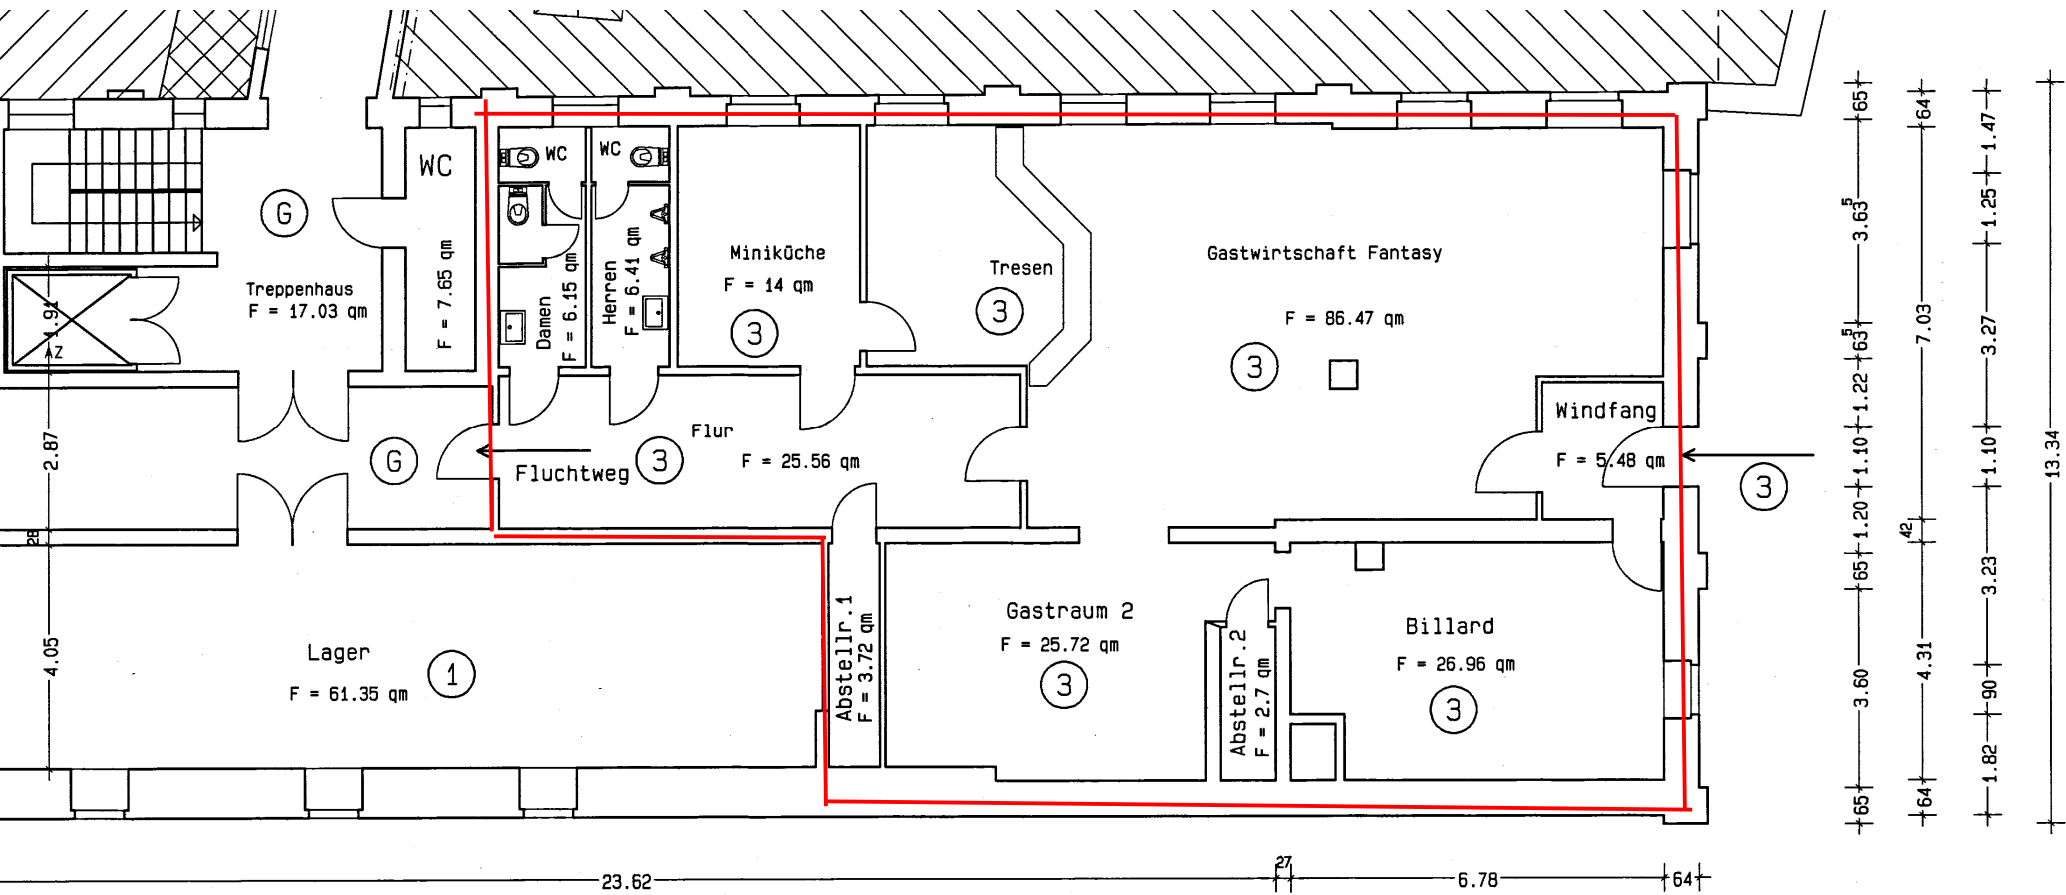 WC
WC
WC
G
F = 7.65 qm
Treppenhaus
F = 17.03 qm
1.91
AZ
Damen
F = 6.15 qm
Herren
F = 6.41 qm
Miniküche
F = 14 qm
3
Tresen
3
Gastwirtschaft Fantasy
F = 86.47 qm
3
Windfang
F = 5.48 qm
3
2.87
G
Fluchtweg
3
Flur
F = 25.56 qm
28
4.05
Lager
F = 61.35 qm
1
Abstellr.1
F = 3.72 qm
Gastraum 2
F = 25.72 qm
3
Abstellr.2
F = 2.7 qm
Billard
F = 26.96 qm
3
65
3.63⁵
63⁵
1.22
1.10
1.20
65
3.60
65
64
7.03
42
4.31
64
1.47
1.25
3.27
1.10
3.23
90
1.82
13.34
23.62
27
6.78
64